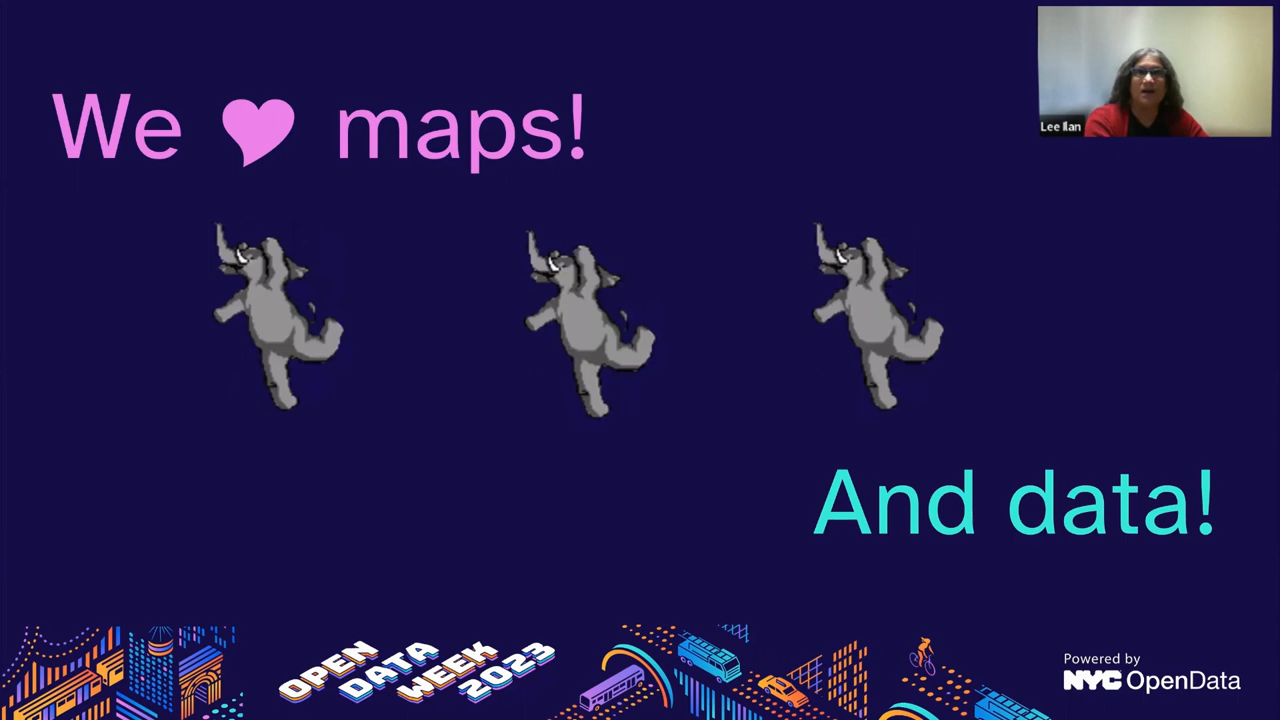 We ♥ maps!
Lee Ilan
And data!
OPEN
DATA
WEEK
2023
Powered by
NYC OpenData